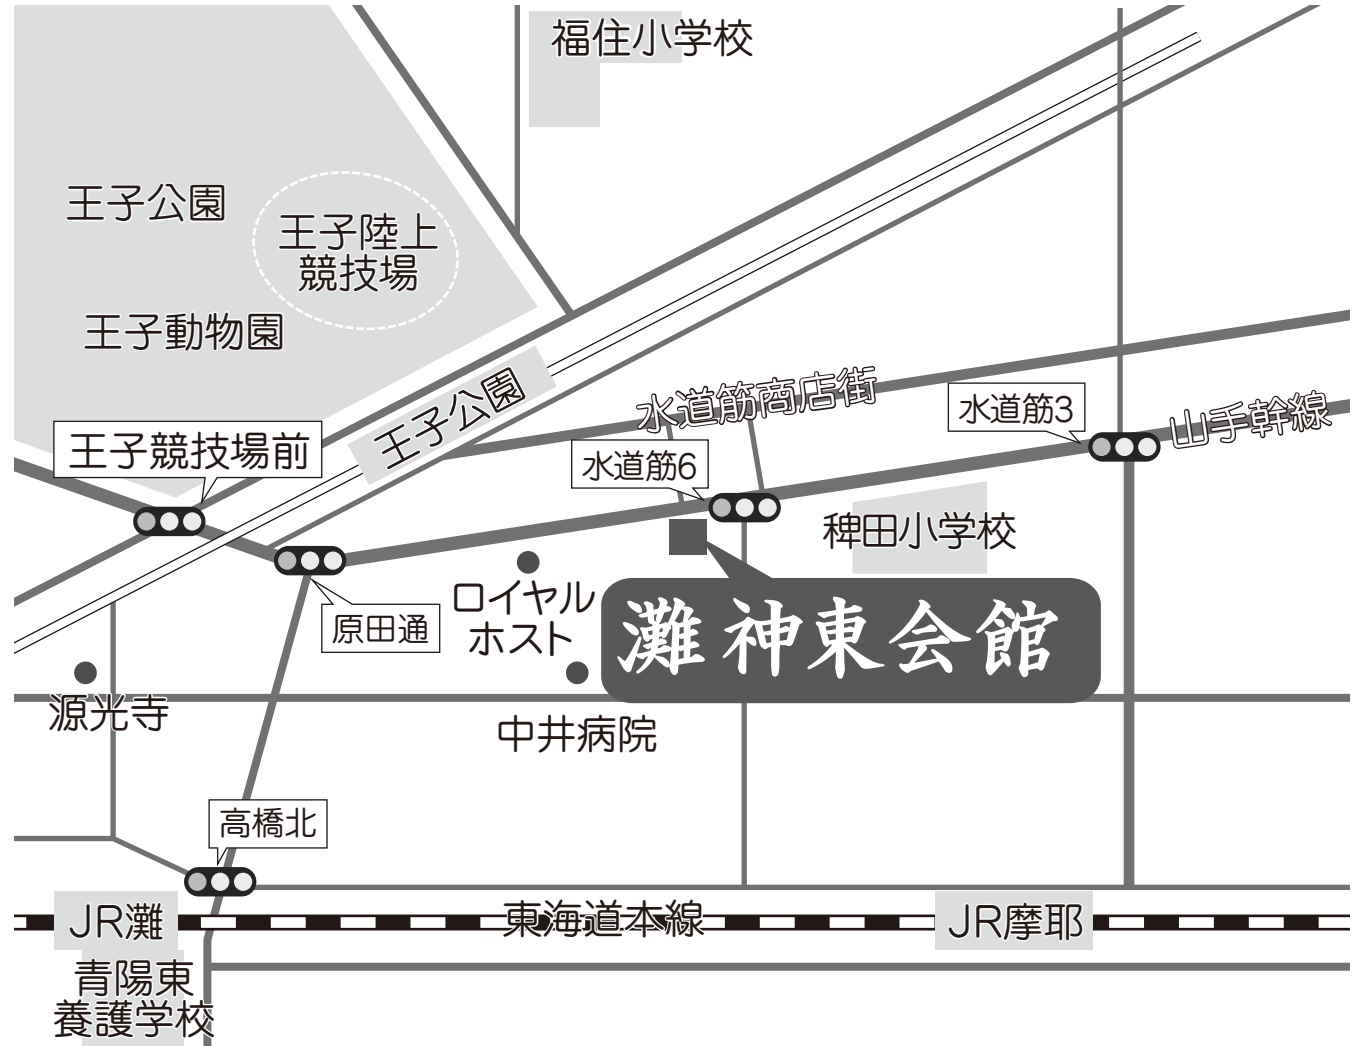 福住小学校
王子公園
王子陸上
競技場
王子動物園
王子公園
水道筋商店街
水道筋3
山手幹線
王子競技場前
水道筋6
稗田小学校
ロイヤル
ホスト
原田通
灘神東会館
源光寺
中井病院
高橋北
JR灘
東海道本線
JR摩耶
青陽東
養護学校